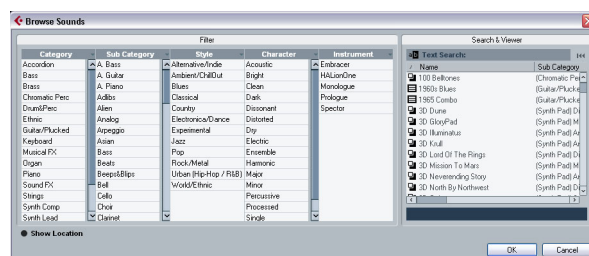 Browse Sounds
Filter
Search & Viewer
Category
Accordion
Bass
Brass
Chromatic Perc
Drum&Perc
Ethnic
Guitar/Plucked
Keyboard
Musical FX
Organ
Piano
Sound FX
Strings
Synth Comp
Synth Lead
Sub Category
A. Bass
A. Guitar
A. Piano
Adlibs
Alien
Analog
Arpeggio
Asian
Bass
Beats
Beeps&Blips
Bell
Cello
Choir
Clarinet
Style
Alternative/Indie
Ambient/ChillOut
Blues
Classical
Country
Electronica/Dance
Experimental
Jazz
Pop
Rock/Metal
Urban (Hip-Hop / R&B)
World/Ethnic
Character
Acoustic
Bright
Clean
Dark
Dissonant
Distorted
Dry
Electric
Ensemble
Harmonic
Major
Minor
Percussive
Processed
Single
Instrument
Embracer
HALionOne
Monologue
Prologue
Spector
Text Search:
Name Sub Category
100 Belltones (Chromatic Per
1960s Blues (Guitar/Plucke
1965 Combo (Guitar/Plucke
3D Dune (Synth Pad) Di
3D GloryPad (Synth Pad) M
3D Illuminatus (Synth Pad) Ar
3D Krull (Synth Pad) Ar
3D Lord Of The Rings (Synth Pad) Di
3D Mission To Mars (Synth Pad) M
3D Neverending Story (Synth Pad) Ar
3D North By Northwest (Synth Pad) Di
Show Location
OK Cancel